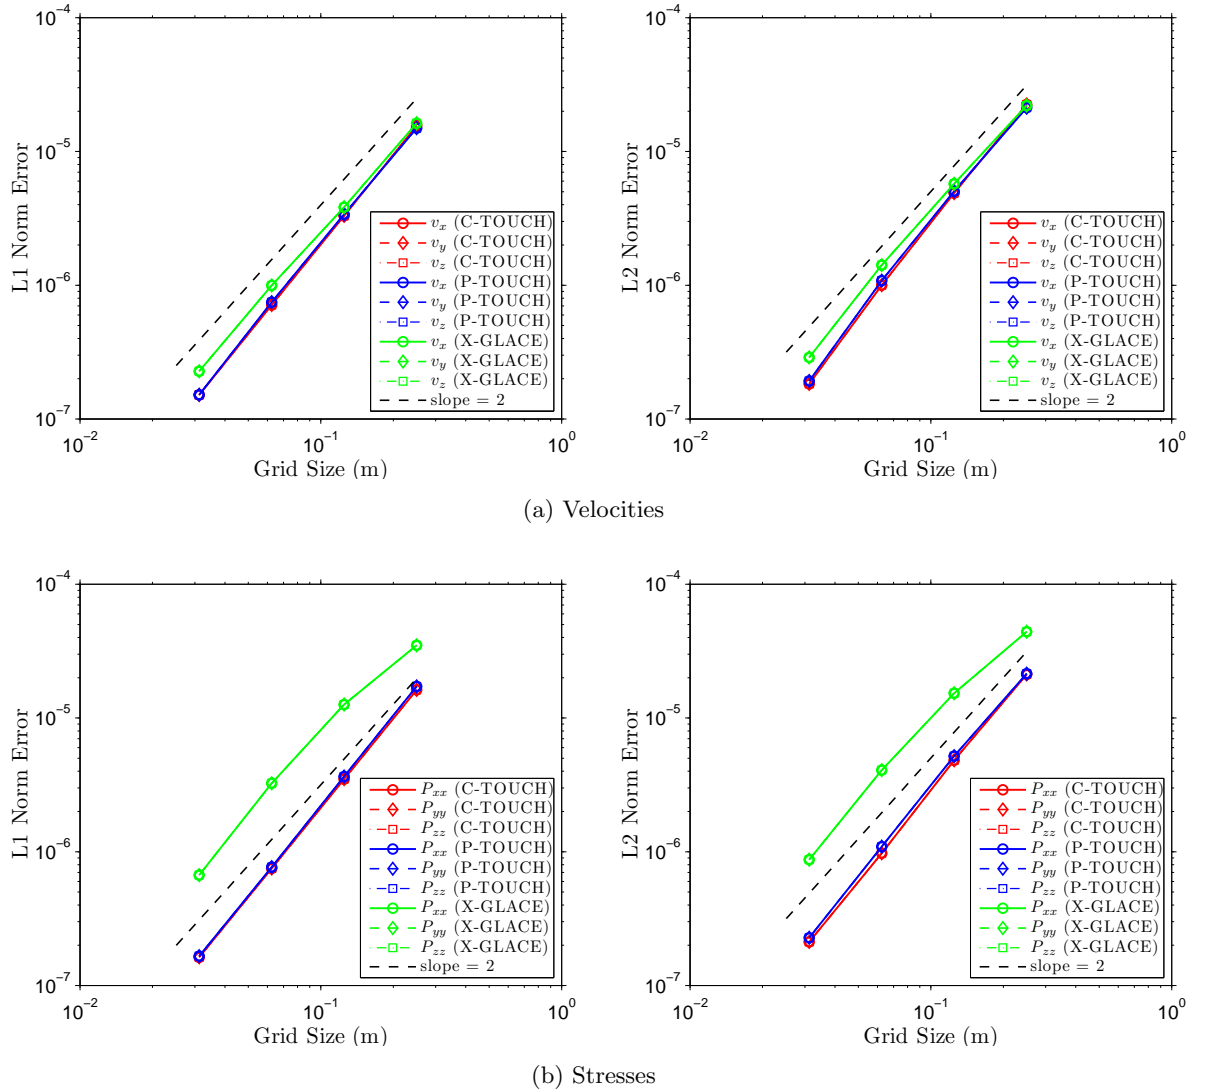 10^-4
10^-5
10^-6
10^-7
10^-2
10^-1
10^0
L1 Norm Error
Grid Size (m)
v_x (C-TOUCH)
v_y (C-TOUCH)
v_z (C-TOUCH)
v_x (P-TOUCH)
v_y (P-TOUCH)
v_z (P-TOUCH)
v_x (X-GLACE)
v_y (X-GLACE)
v_z (X-GLACE)
slope = 2
10^-4
10^-5
10^-6
10^-7
10^-2
10^-1
10^0
L2 Norm Error
Grid Size (m)
v_x (C-TOUCH)
v_y (C-TOUCH)
v_z (C-TOUCH)
v_x (P-TOUCH)
v_y (P-TOUCH)
v_z (P-TOUCH)
v_x (X-GLACE)
v_y (X-GLACE)
v_z (X-GLACE)
slope = 2
(a) Velocities
10^-4
10^-5
10^-6
10^-7
10^-2
10^-1
10^0
L1 Norm Error
Grid Size (m)
P_xx (C-TOUCH)
P_yy (C-TOUCH)
P_zz (C-TOUCH)
P_xx (P-TOUCH)
P_yy (P-TOUCH)
P_zz (P-TOUCH)
P_xx (X-GLACE)
P_yy (X-GLACE)
P_zz (X-GLACE)
slope = 2
10^-4
10^-5
10^-6
10^-7
10^-2
10^-1
10^0
L2 Norm Error
Grid Size (m)
P_xx (C-TOUCH)
P_yy (C-TOUCH)
P_zz (C-TOUCH)
P_xx (P-TOUCH)
P_yy (P-TOUCH)
P_zz (P-TOUCH)
P_xx (X-GLACE)
P_yy (X-GLACE)
P_zz (X-GLACE)
slope = 2
(b) Stresses